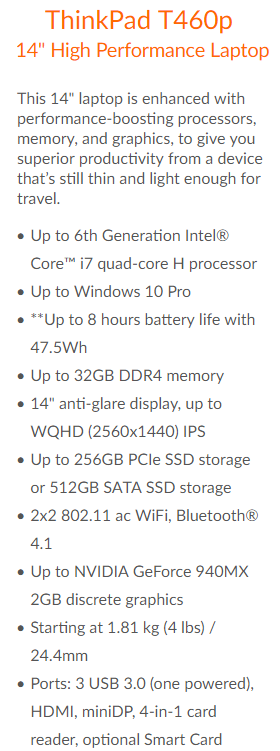 ThinkPad T460p
14" High Performance Laptop
This 14" laptop is enhanced with
performance-boosting processors,
memory, and graphics, to give you
superior productivity from a device
that's still thin and light enough for
travel.
• Up to 6th Generation Intel®
Core™ i7 quad-core H processor
• Up to Windows 10 Pro
• **Up to 8 hours battery life with
47.5Wh
• Up to 32GB DDR4 memory
• 14" anti-glare display, up to
WQHD (2560x1440) IPS
• Up to 256GB PCIe SSD storage
or 512GB SATA SSD storage
• 2x2 802.11 ac WiFi, Bluetooth®
4.1
• Up to NVIDIA GeForce 940MX
2GB discrete graphics
• Starting at 1.81 kg (4 lbs) /
24.4mm
• Ports: 3 USB 3.0 (one powered),
HDMI, miniDP, 4-in-1 card
reader, optional Smart Card